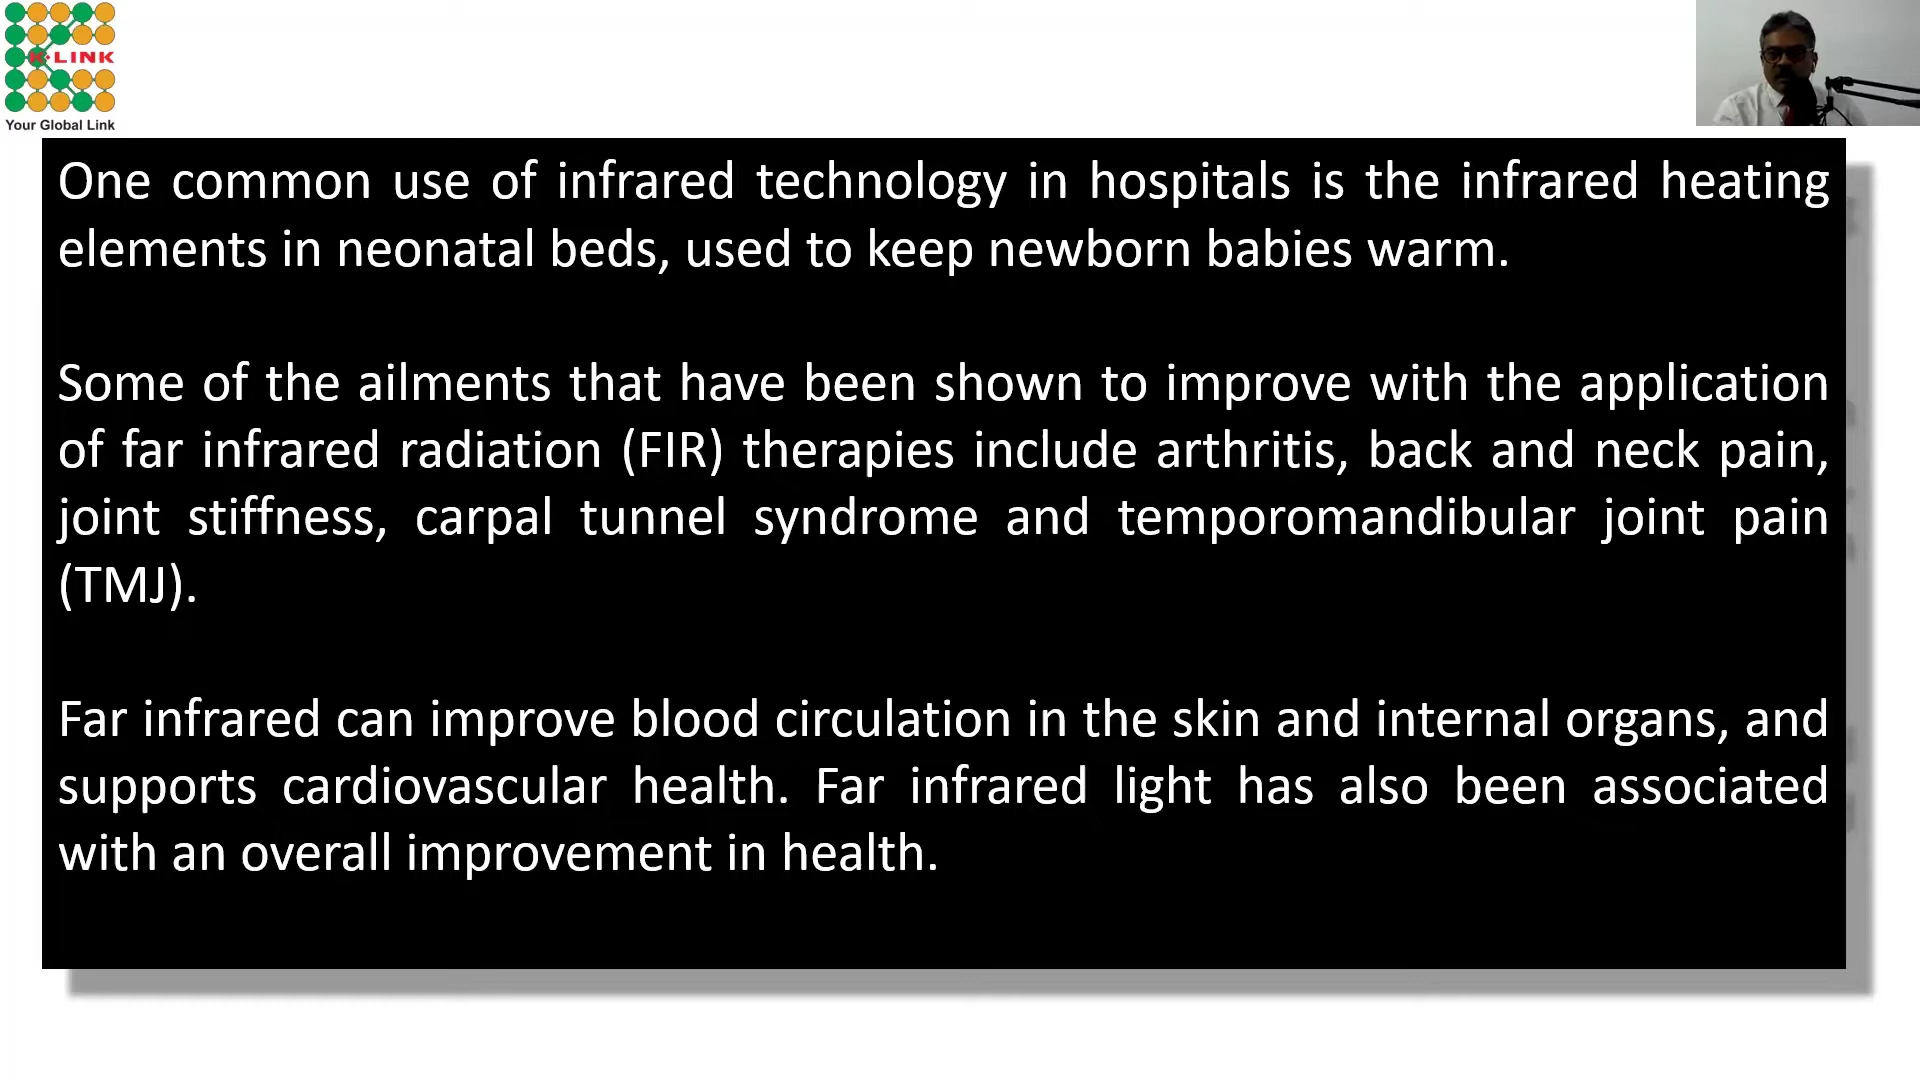 K-LINK
Your Global Link
One common use of infrared technology in hospitals is the infrared heating
elements in neonatal beds, used to keep newborn babies warm.
Some of the ailments that have been shown to improve with the application
of far infrared radiation (FIR) therapies include arthritis, back and neck pain,
joint stiffness, carpal tunnel syndrome and temporomandibular joint pain
(TMJ).
Far infrared can improve blood circulation in the skin and internal organs, and
supports cardiovascular health. Far infrared light has also been associated
with an overall improvement in health.